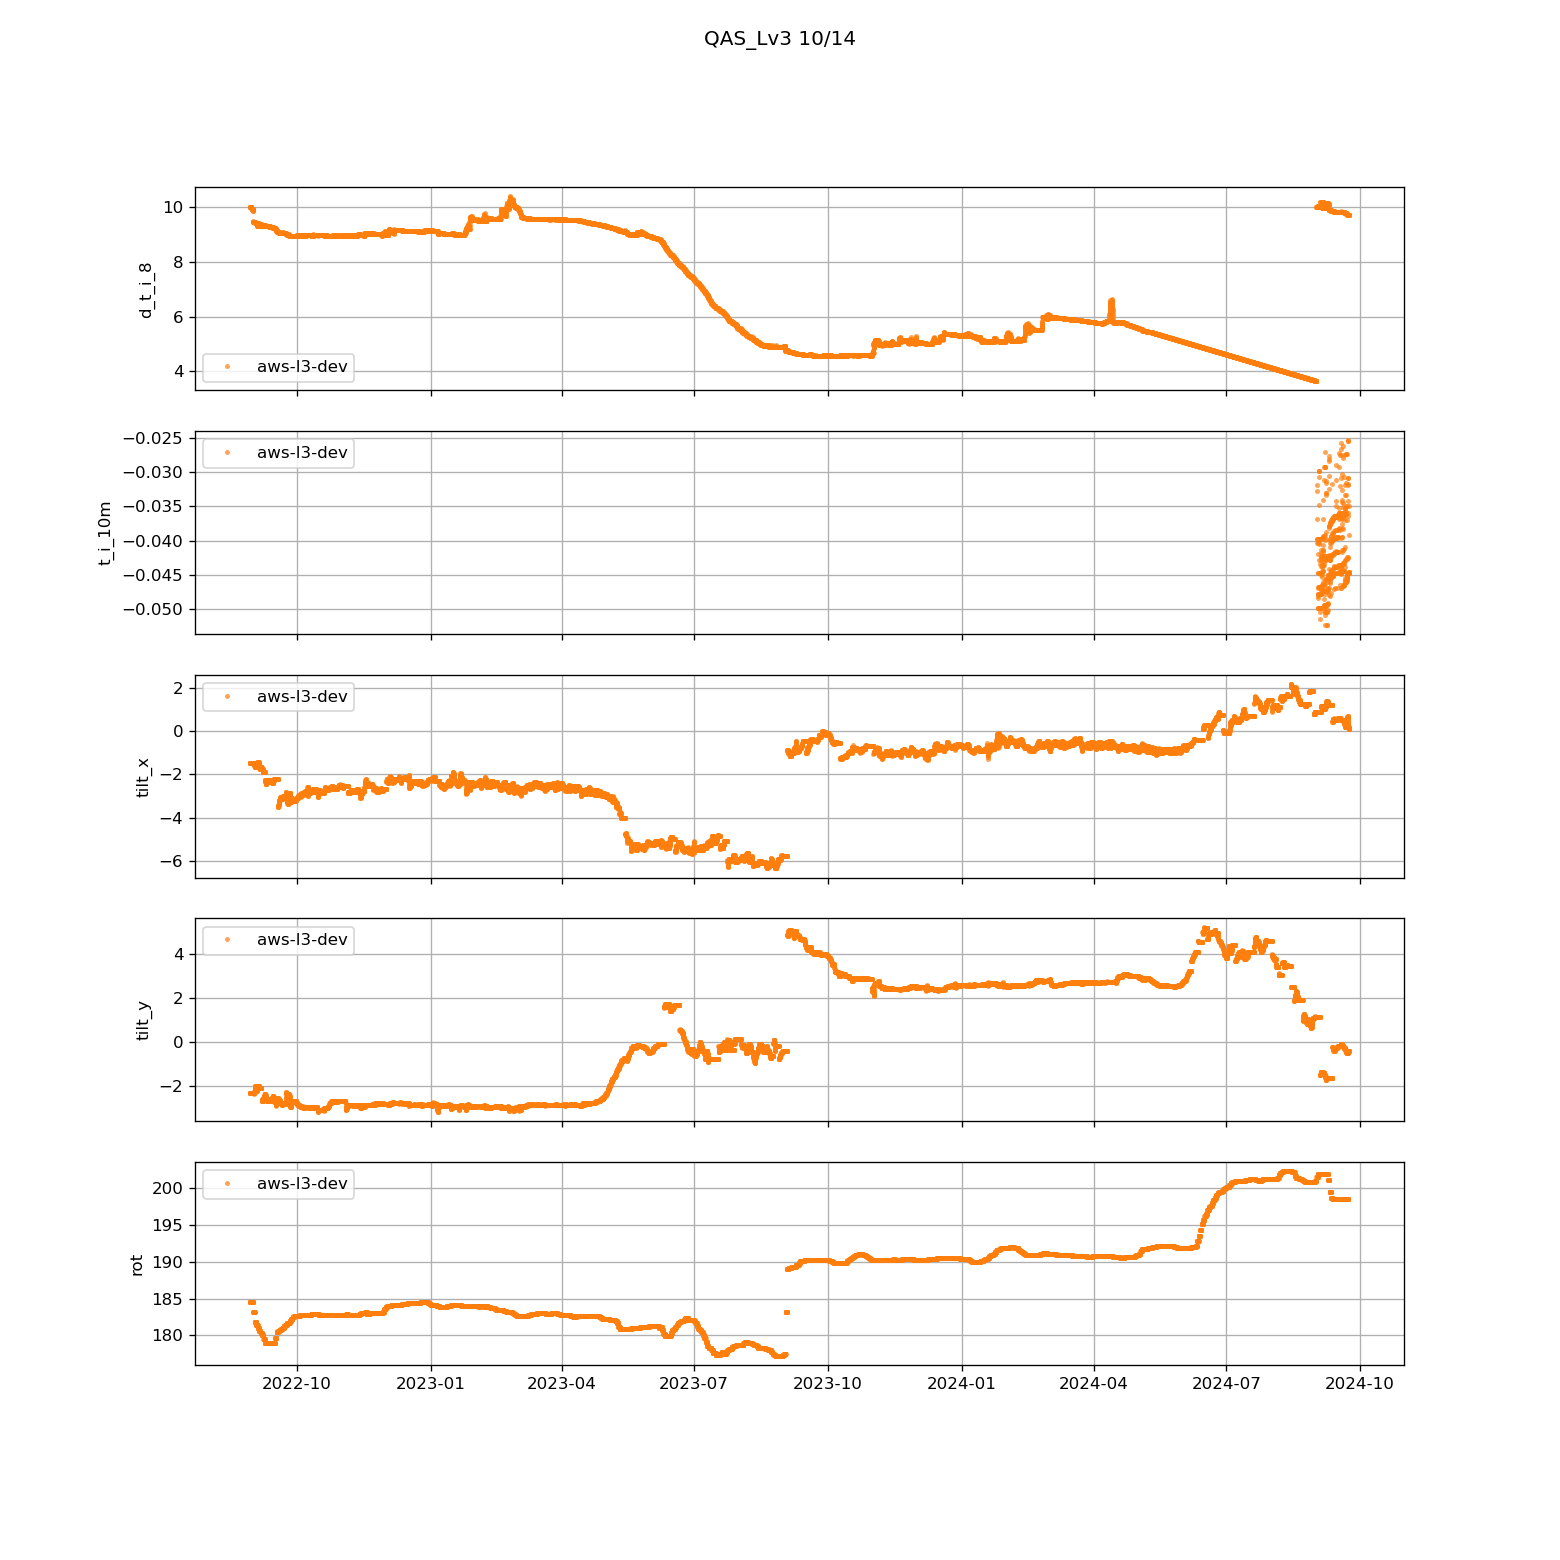 QAS_Lv3 10/14
10
8
6
4
d_t_i_8
aws-l3-dev
−0.025
−0.030
−0.035
−0.040
−0.045
−0.050
t_i_10m
aws-l3-dev
2
0
−2
−4
−6
tilt_x
aws-l3-dev
4
2
0
−2
tilt_y
aws-l3-dev
200
195
190
185
180
rot
aws-l3-dev
2022-10 2023-01 2023-04 2023-07 2023-10 2024-01 2024-04 2024-07 2024-10